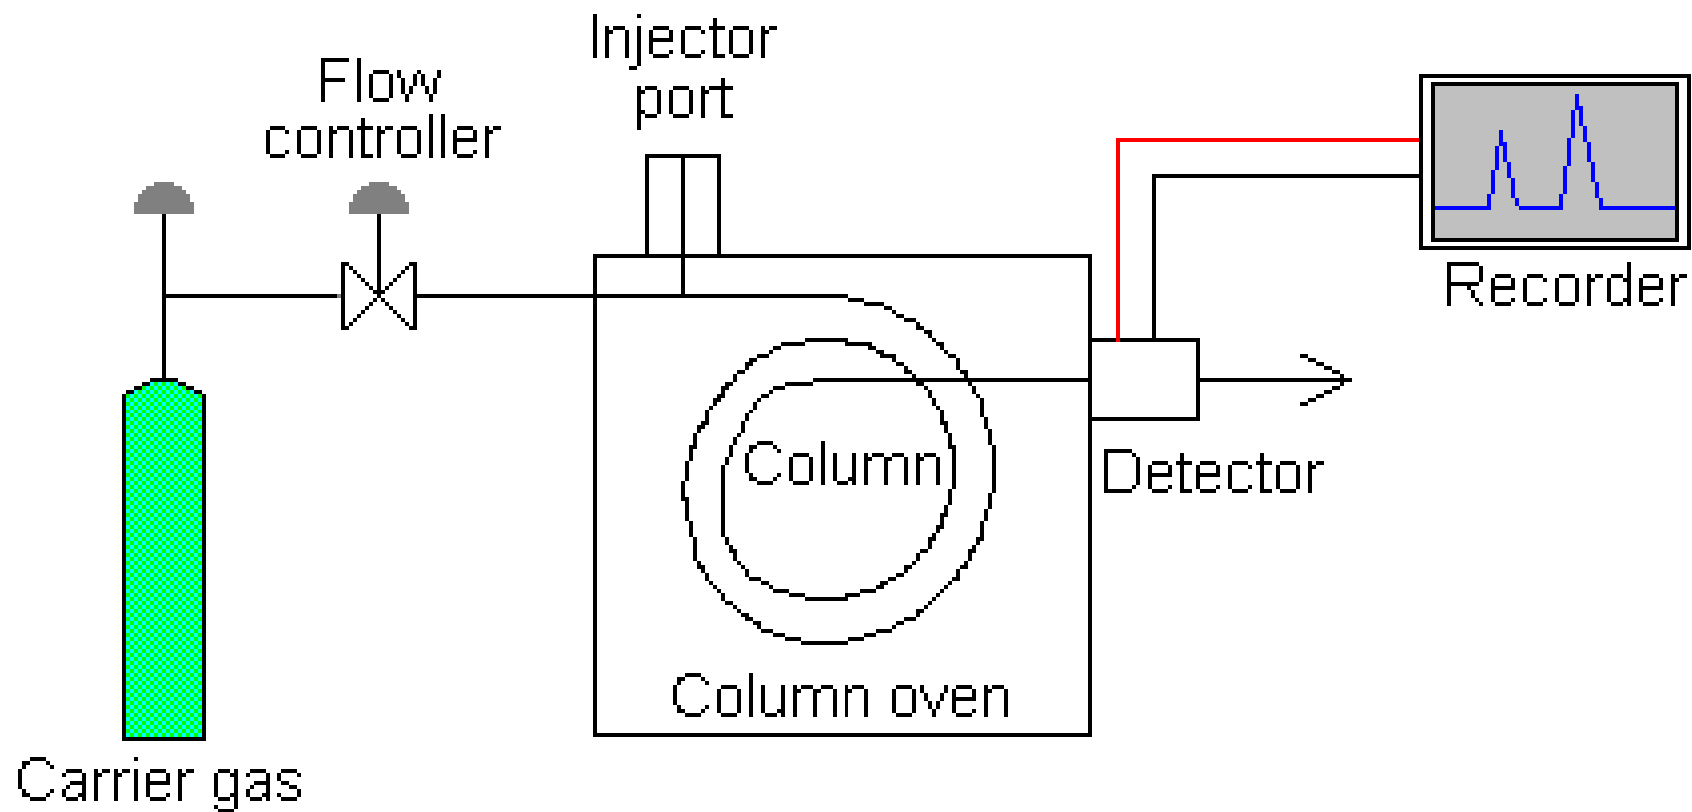 Injector
port
Flow
controller
Recorder
Column
Detector
Column oven
Carrier gas